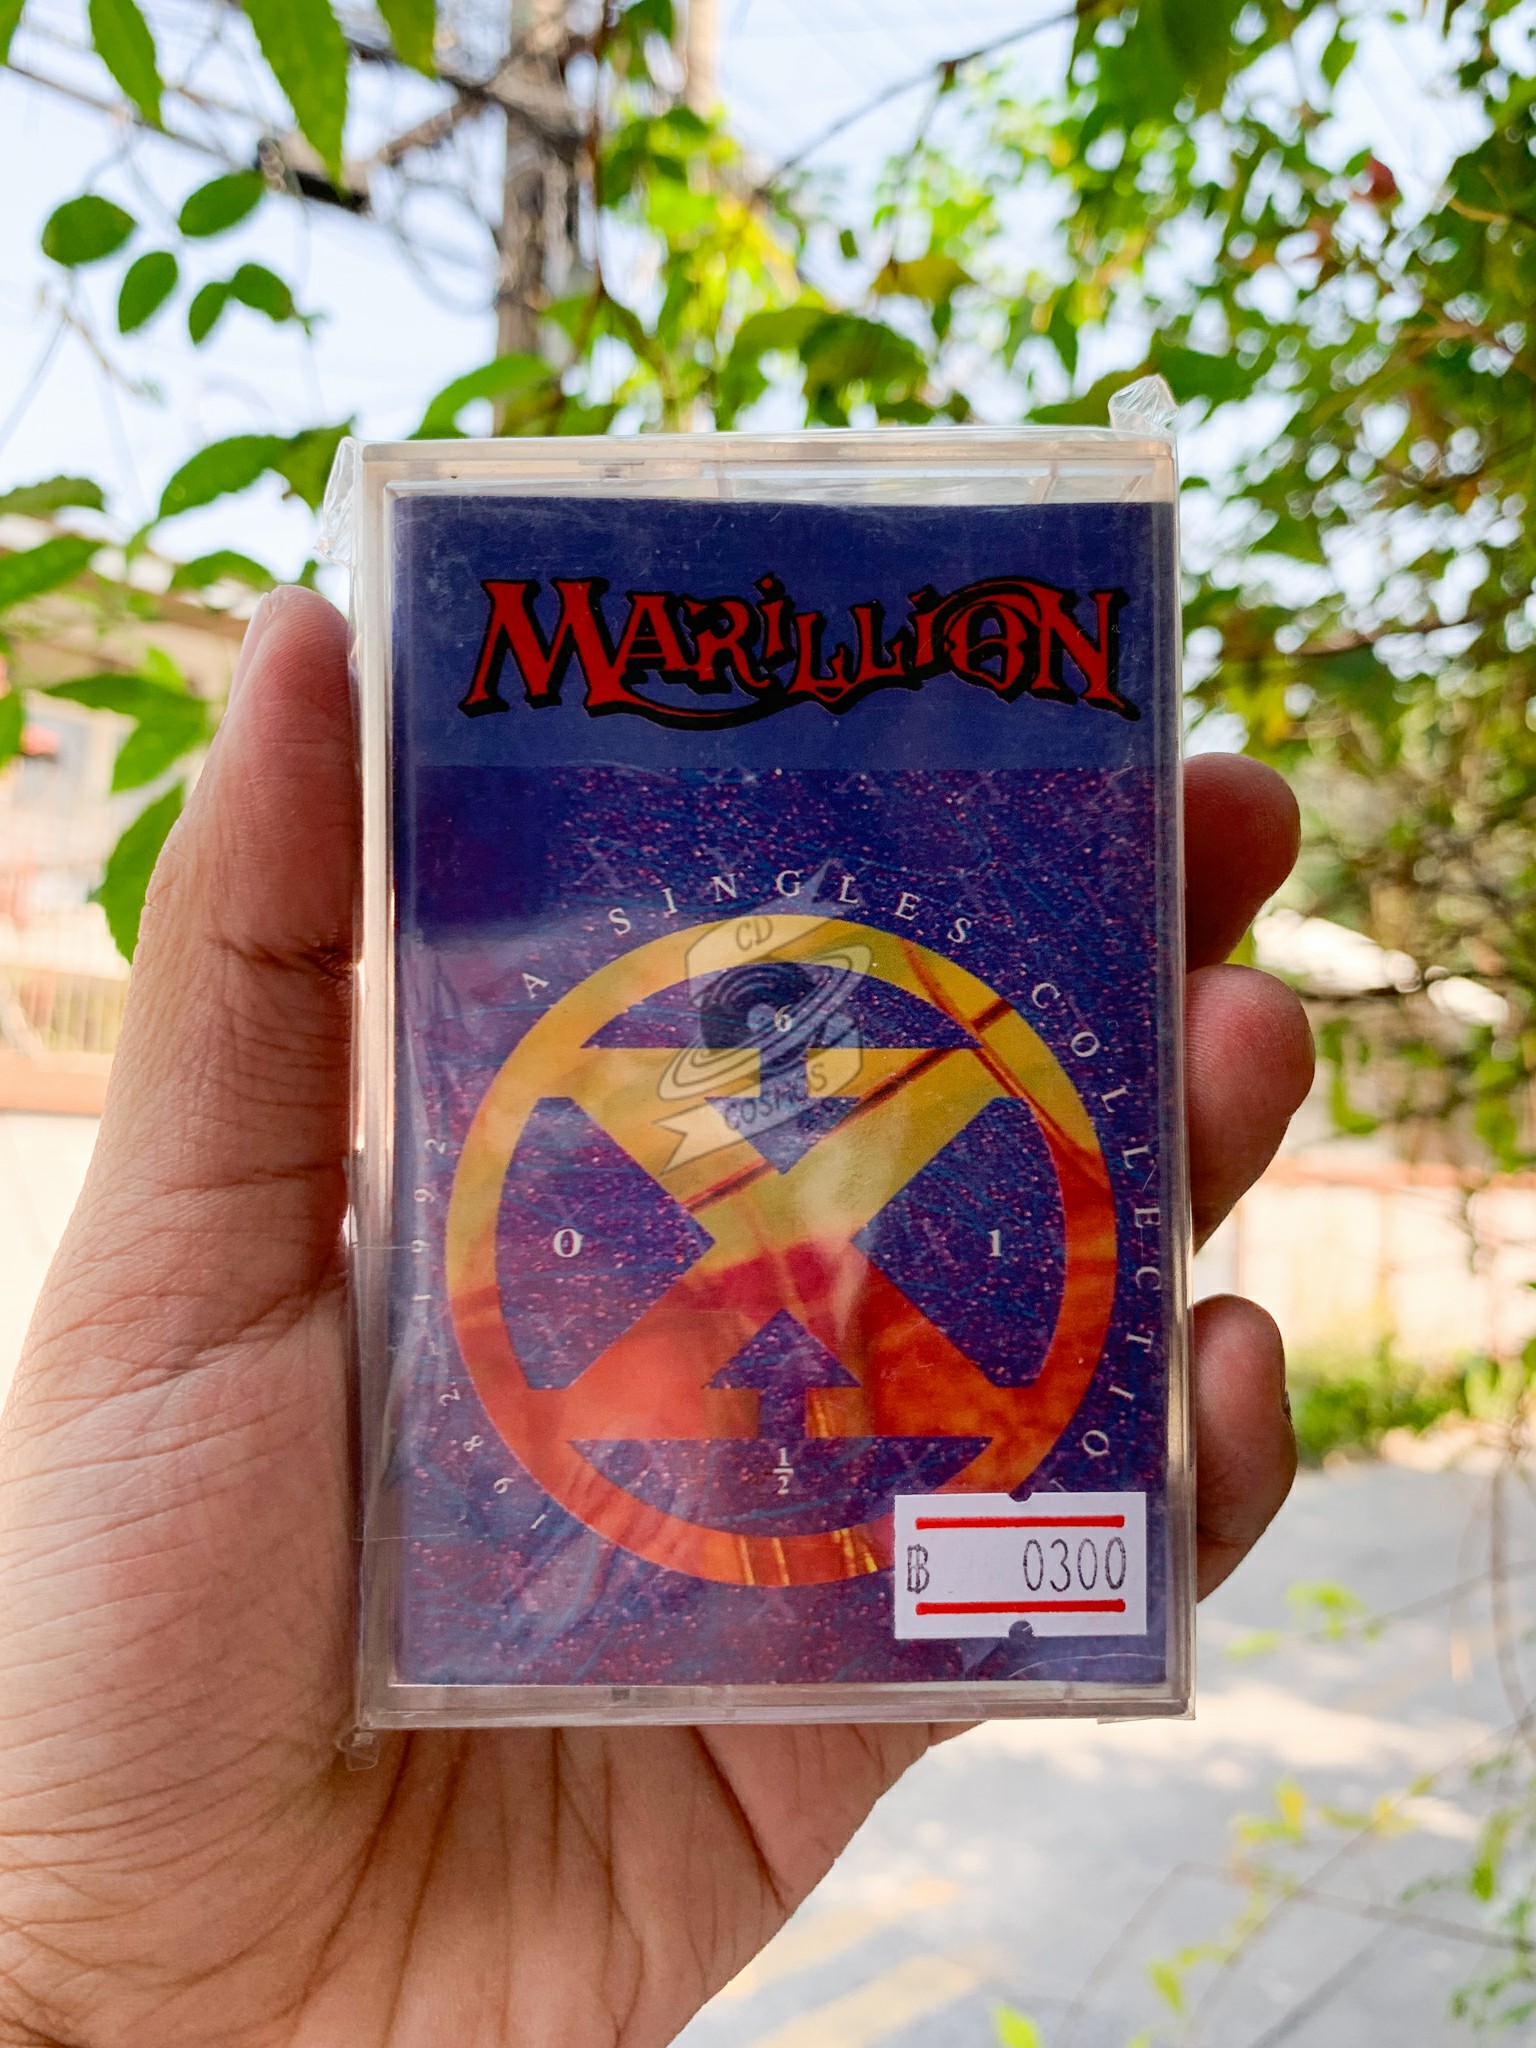 MARiLLiON
A SINGLES COLLECTION
1982-1992
CD
COSMOS
6
0
1
1/2
฿ 0300